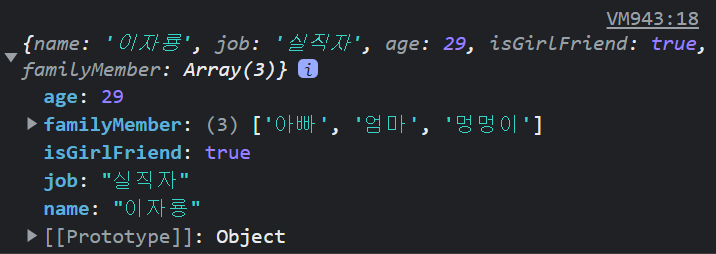 VM943:18
{name: '이자룡', job: '실직자', age: 29, isGirlFriend: true,
familyMember: Array(3)} i
age: 29
familyMember: (3) ['아빠', '엄마', '멍멍이']
isGirlFriend: true
job: "실직자"
name: "이자룡"
[[Prototype]]: Object